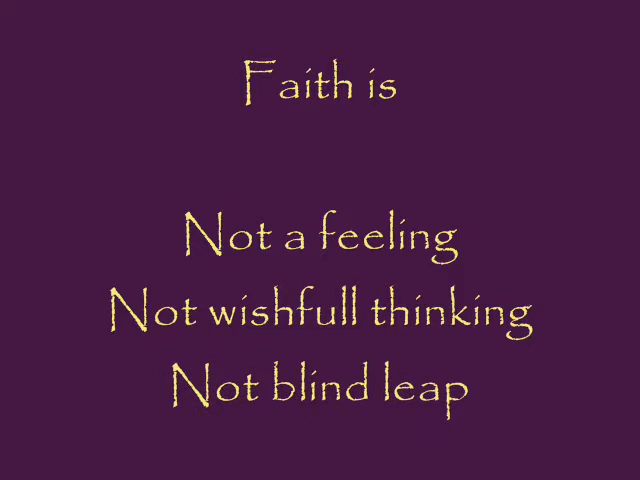 Faith is
Not a feeling
Not wishfull thinking
Not blind leap